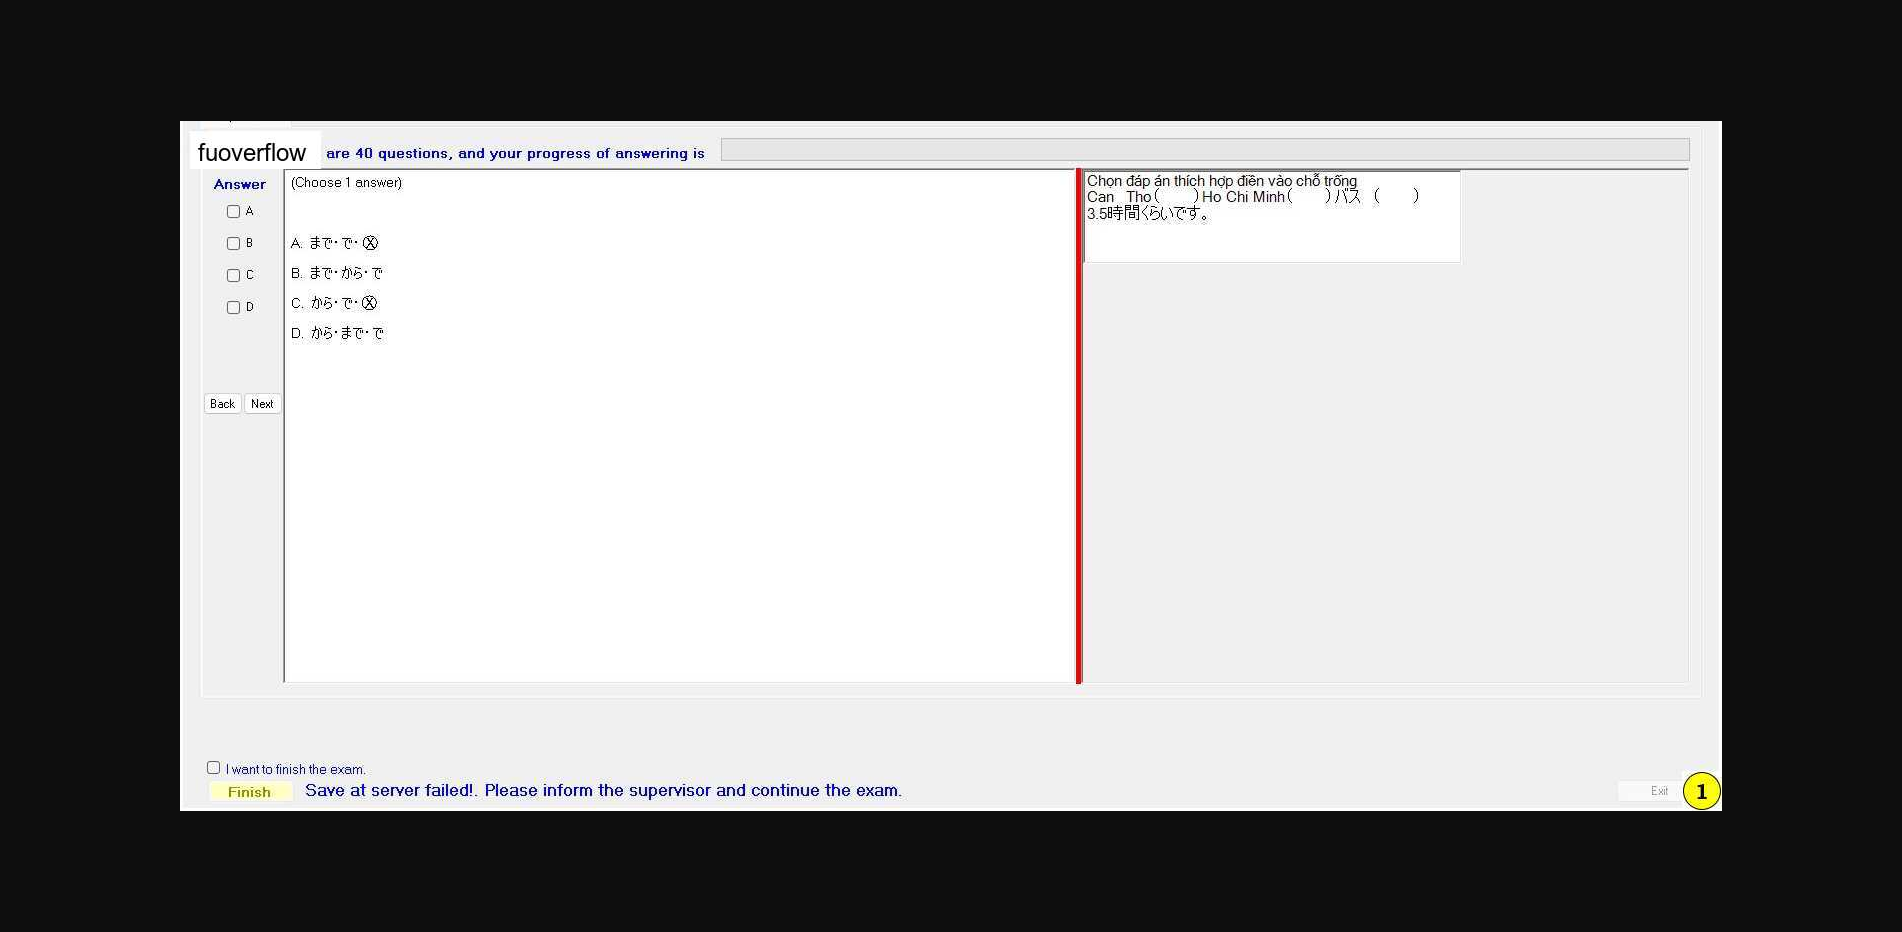 fuoverflow are 40 questions, and your progress of answering is
Answer
A
B
C
D
Back Next
(Choose 1 answer)
A. まで・で・Ⓧ
B. まで・から・で
C. から・で・Ⓧ
D. から・まで・で
Chọn đáp án thích hợp điền vào chỗ trống
Can Tho( )Ho Chi Minh( )バス ( )
3.5時間くらいです。
I want to finish the exam.
Finish Save at server failed!. Please inform the supervisor and continue the exam.
Exit 1